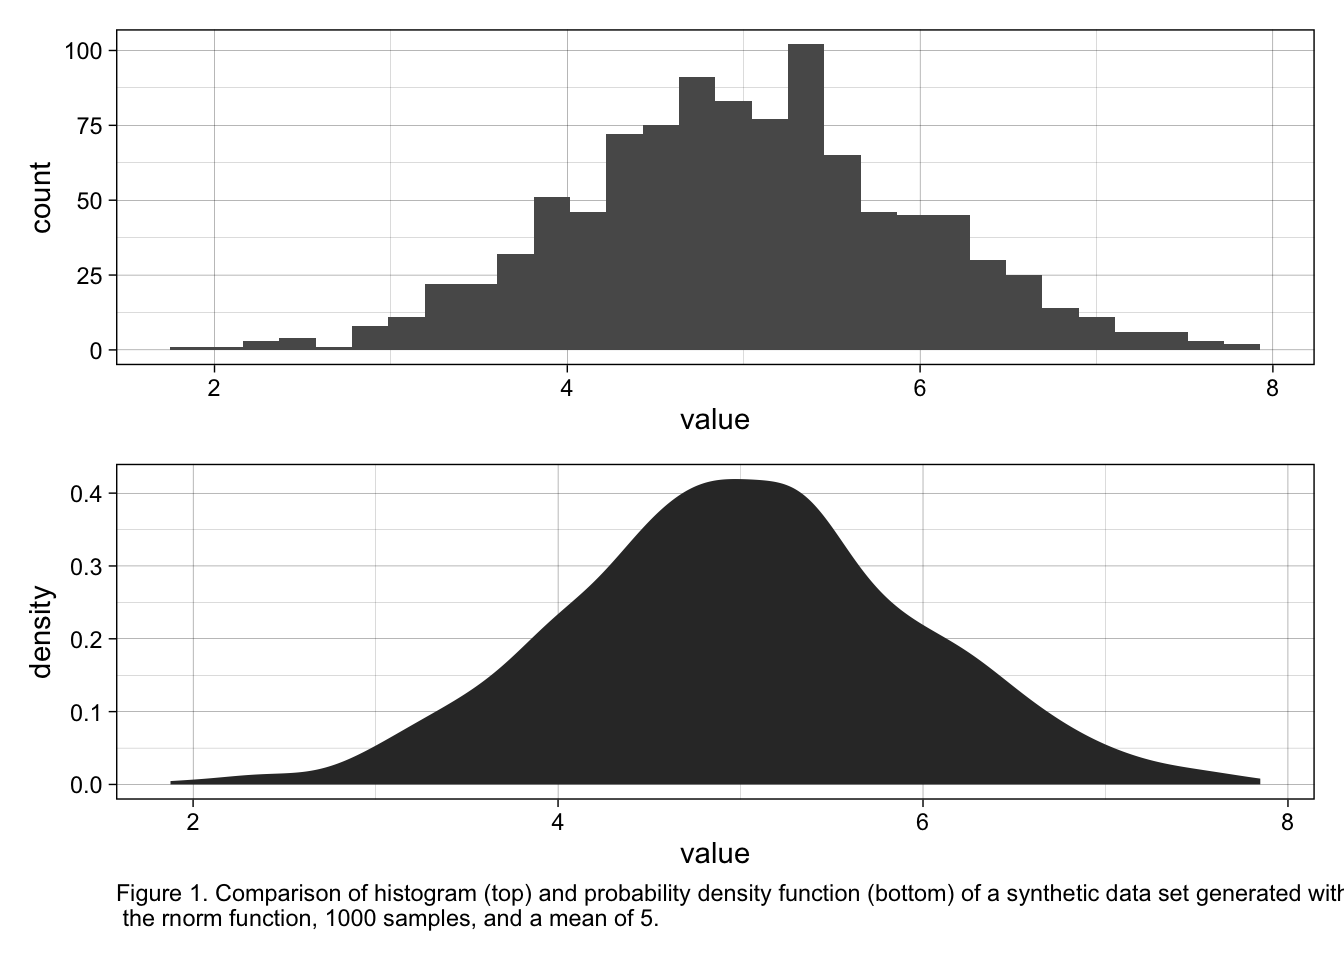 100
75
50
25
0
count
2 4 6 8
value
0.4
0.3
0.2
0.1
0.0
density
2 4 6 8
value
Figure 1. Comparison of histogram (top) and probability density function (bottom) of a synthetic data set generated with
the rnorm function, 1000 samples, and a mean of 5.